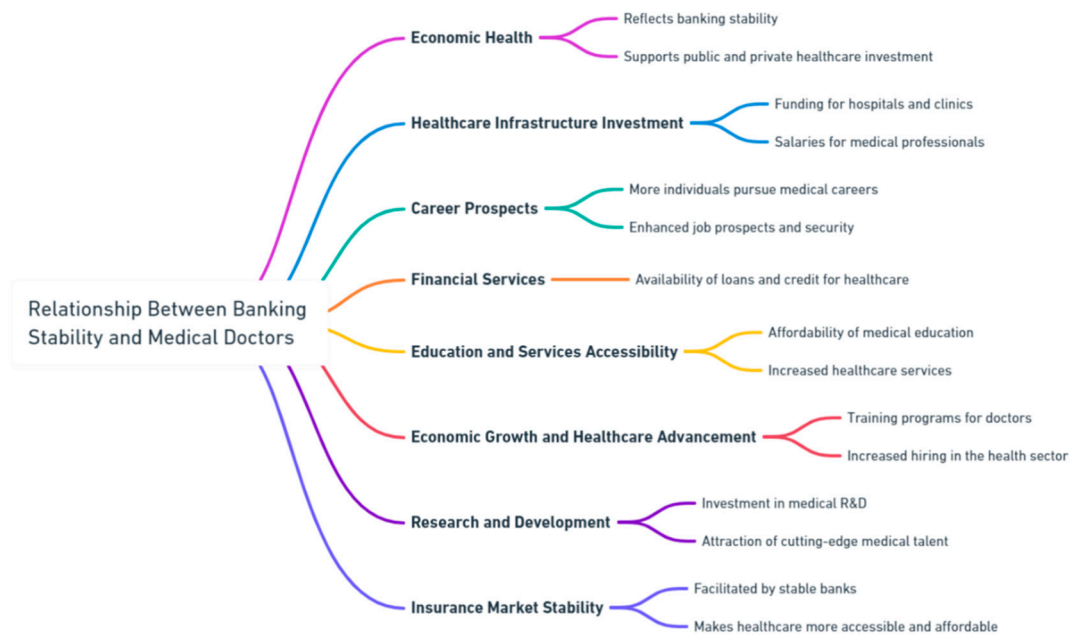 Relationship Between Banking
Stability and Medical Doctors
Economic Health
Reflects banking stability
Supports public and private healthcare investment
Healthcare Infrastructure Investment
Funding for hospitals and clinics
Salaries for medical professionals
Career Prospects
More individuals pursue medical careers
Enhanced job prospects and security
Financial Services
Availability of loans and credit for healthcare
Education and Services Accessibility
Affordability of medical education
Increased healthcare services
Economic Growth and Healthcare Advancement
Training programs for doctors
Increased hiring in the health sector
Research and Development
Investment in medical R&D
Attraction of cutting-edge medical talent
Insurance Market Stability
Facilitated by stable banks
Makes healthcare more accessible and affordable